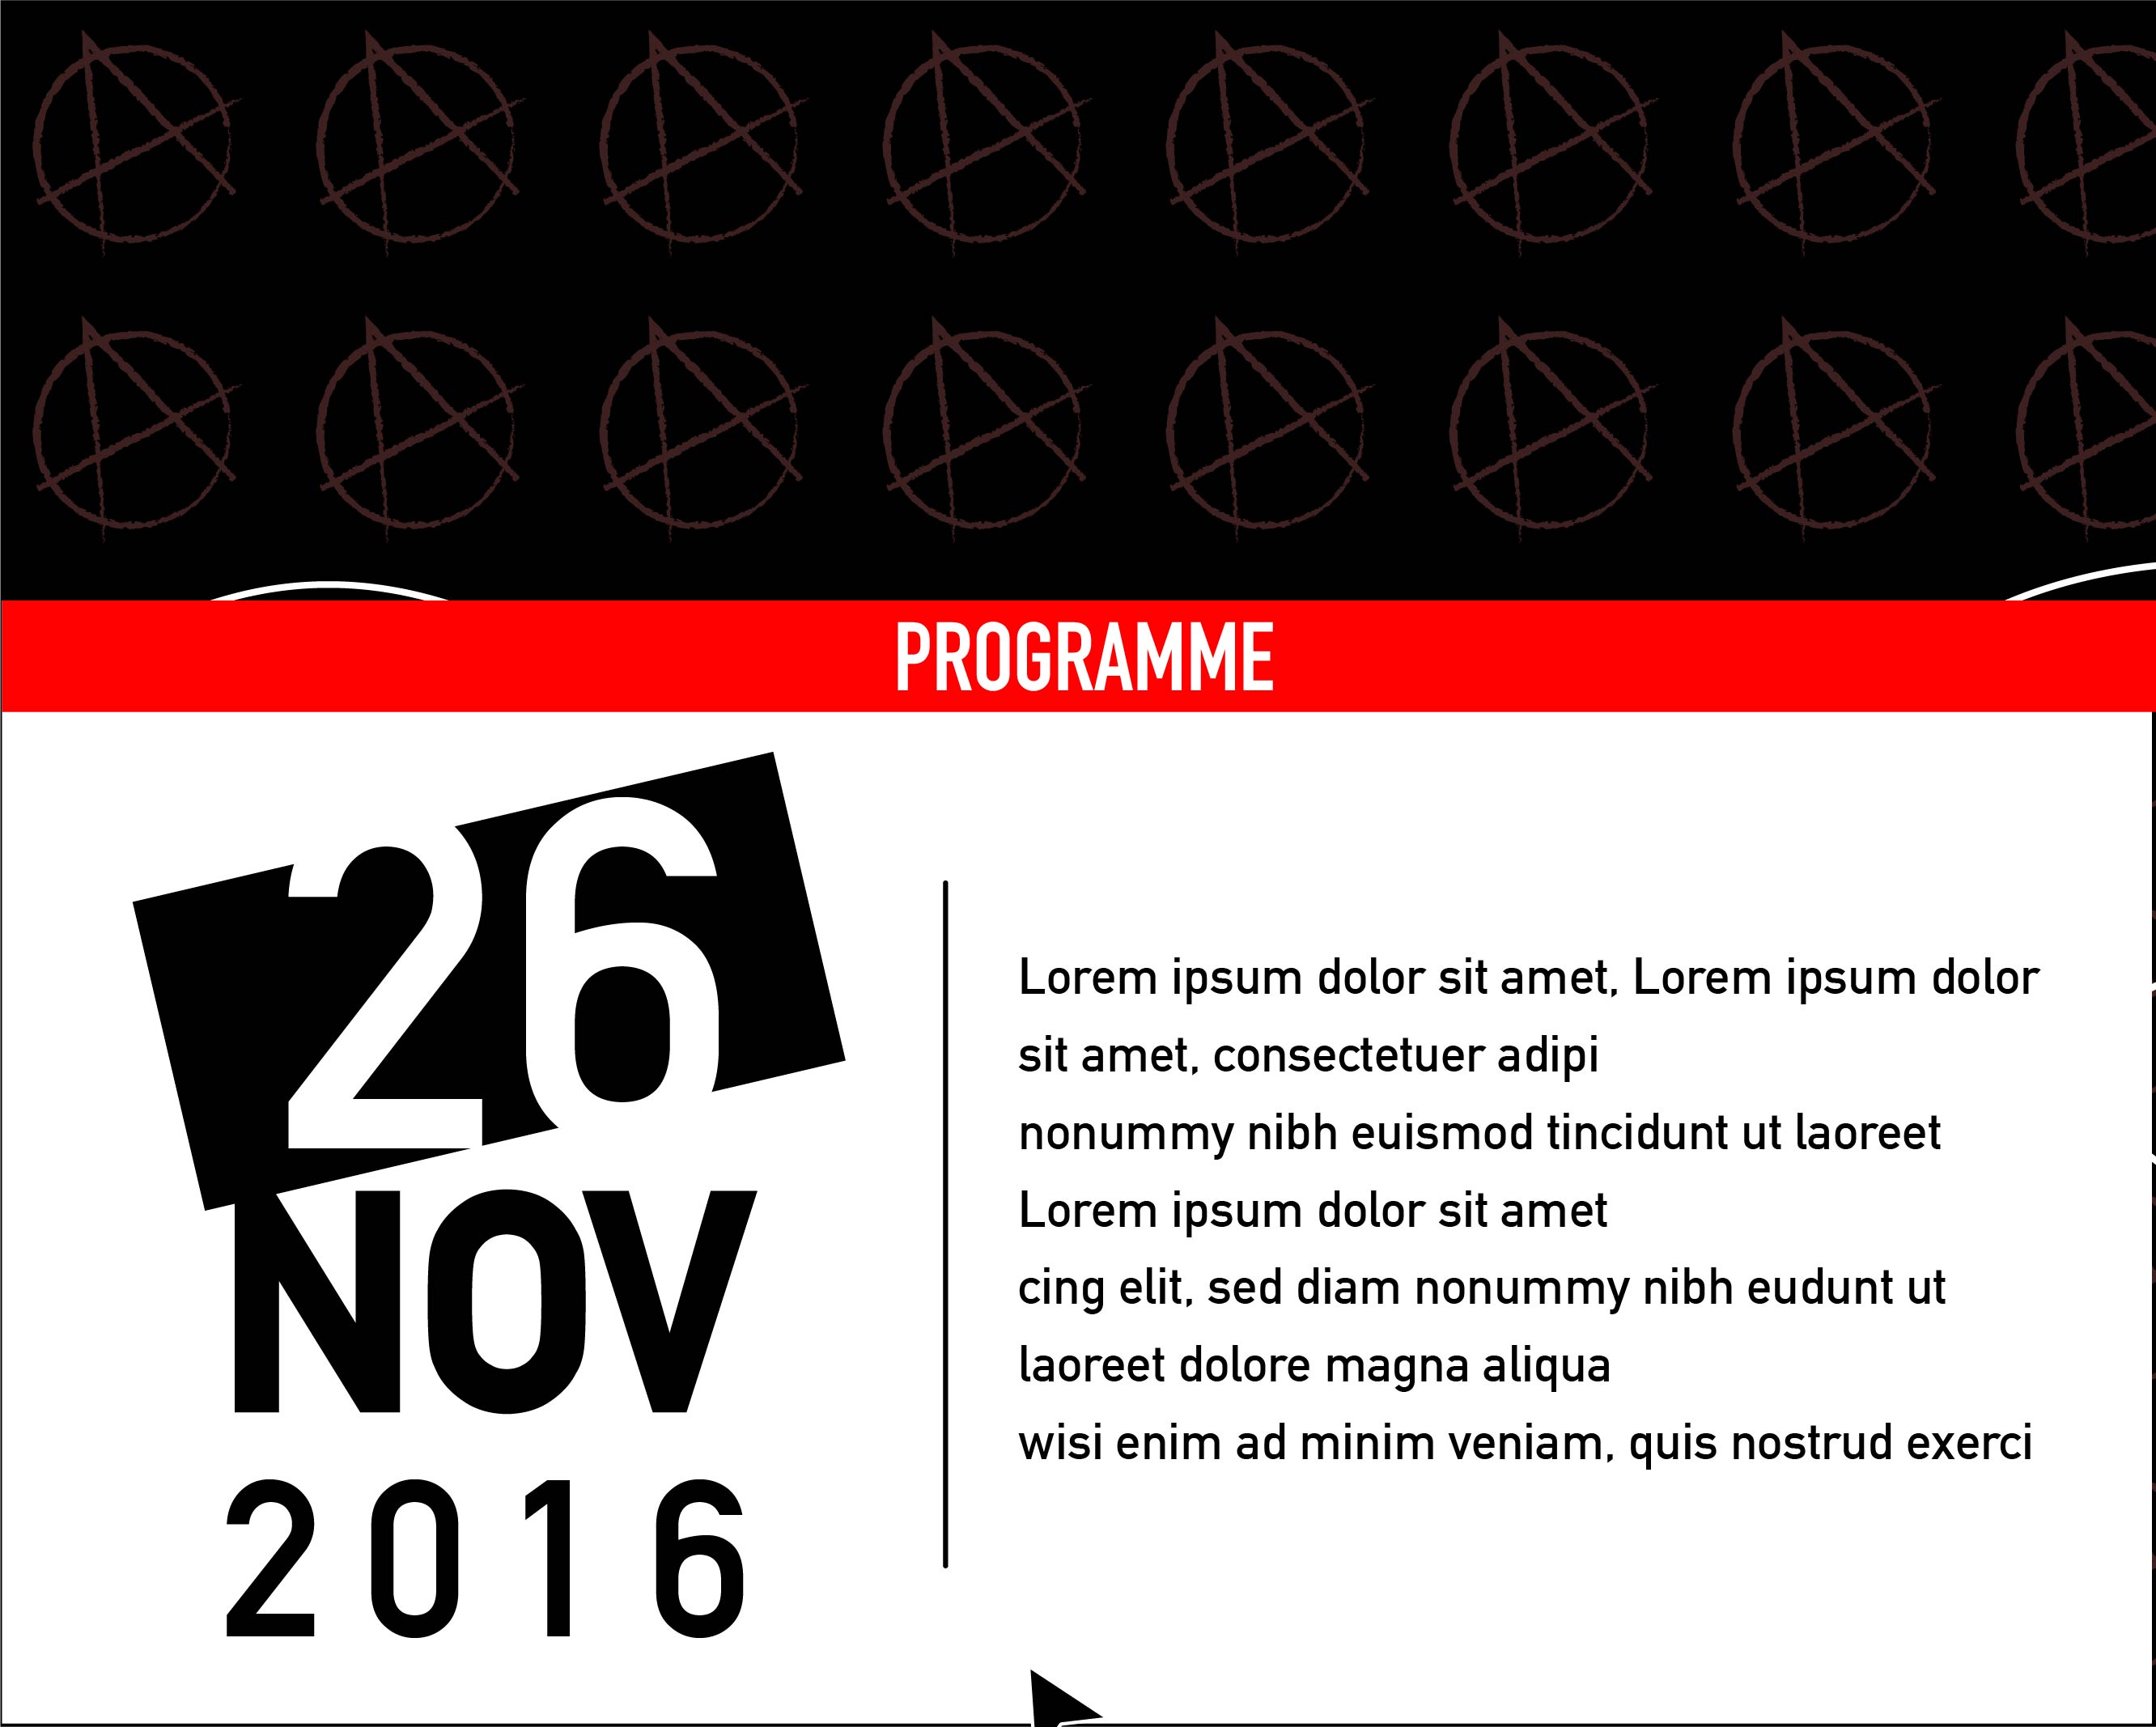 PROGRAMME
26
NOV
2016
Lorem ipsum dolor sit amet, Lorem ipsum dolor
sit amet, consectetuer adipi
nonummy nibh euismod tincidunt ut laoreet
Lorem ipsum dolor sit amet
cing elit, sed diam nonummy nibh eudunt ut
laoreet dolore magna aliqua
wisi enim ad minim veniam, quis nostrud exerci